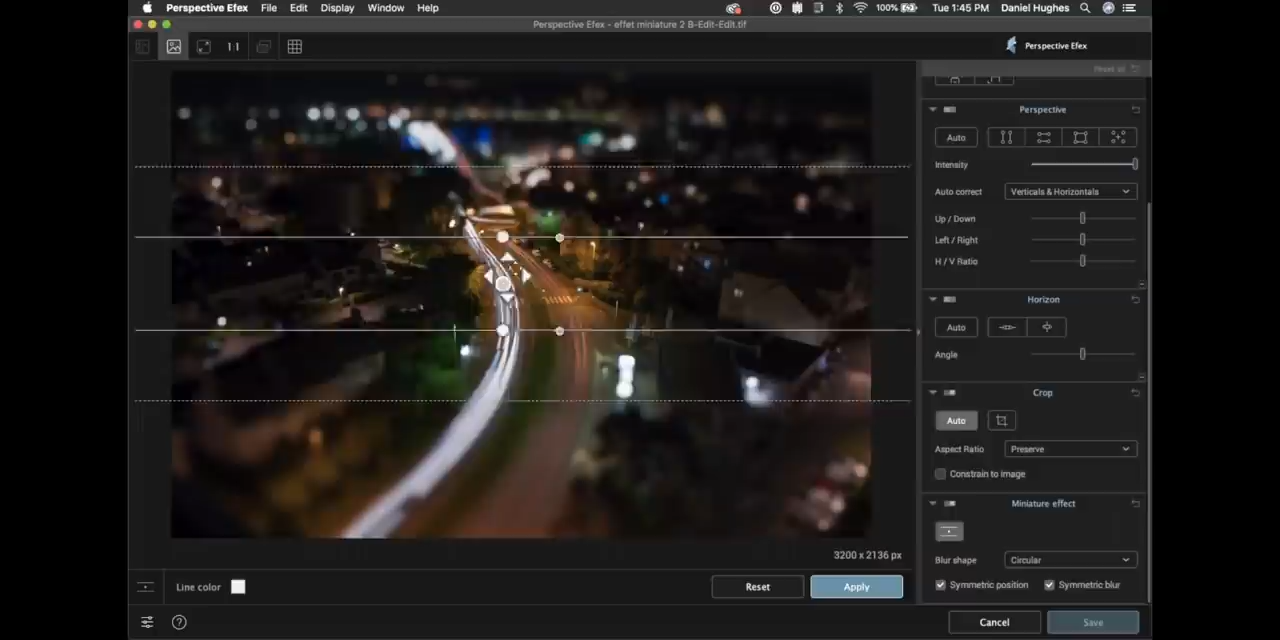 Perspective Efex File Edit Display Window Help 100% Tue 1:45 PM Daniel Hughes
Perspective Efex - effet miniature 2 B-Edit-Edit.tif
1:1 Perspective Efex
Reset all
Perspective
Auto
Intensity
Auto correct Verticals & Horizontals
Up / Down
Left / Right
H / V Ratio
Horizon
Auto
Angle
Crop
Auto
Aspect Ratio Preserve
Constrain to image
Miniature effect
3200 x 2136 px
Blur shape Circular
Symmetric position Symmetric blur
Line color Reset Apply
Cancel Save